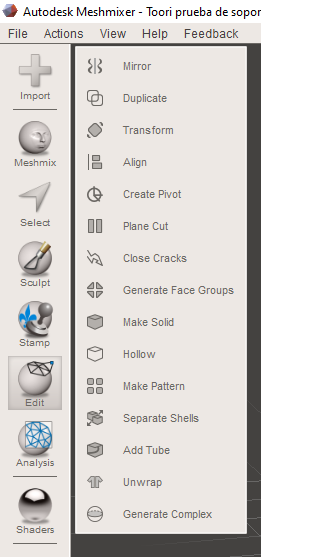 Autodesk Meshmixer - Toori prueba de sopor
File Actions View Help Feedback
Import
Meshmix
Select
Sculpt
Stamp
Edit
Analysis
Shaders
Mirror
Duplicate
Transform
Align
Create Pivot
Plane Cut
Close Cracks
Generate Face Groups
Make Solid
Hollow
Make Pattern
Separate Shells
Add Tube
Unwrap
Generate Complex